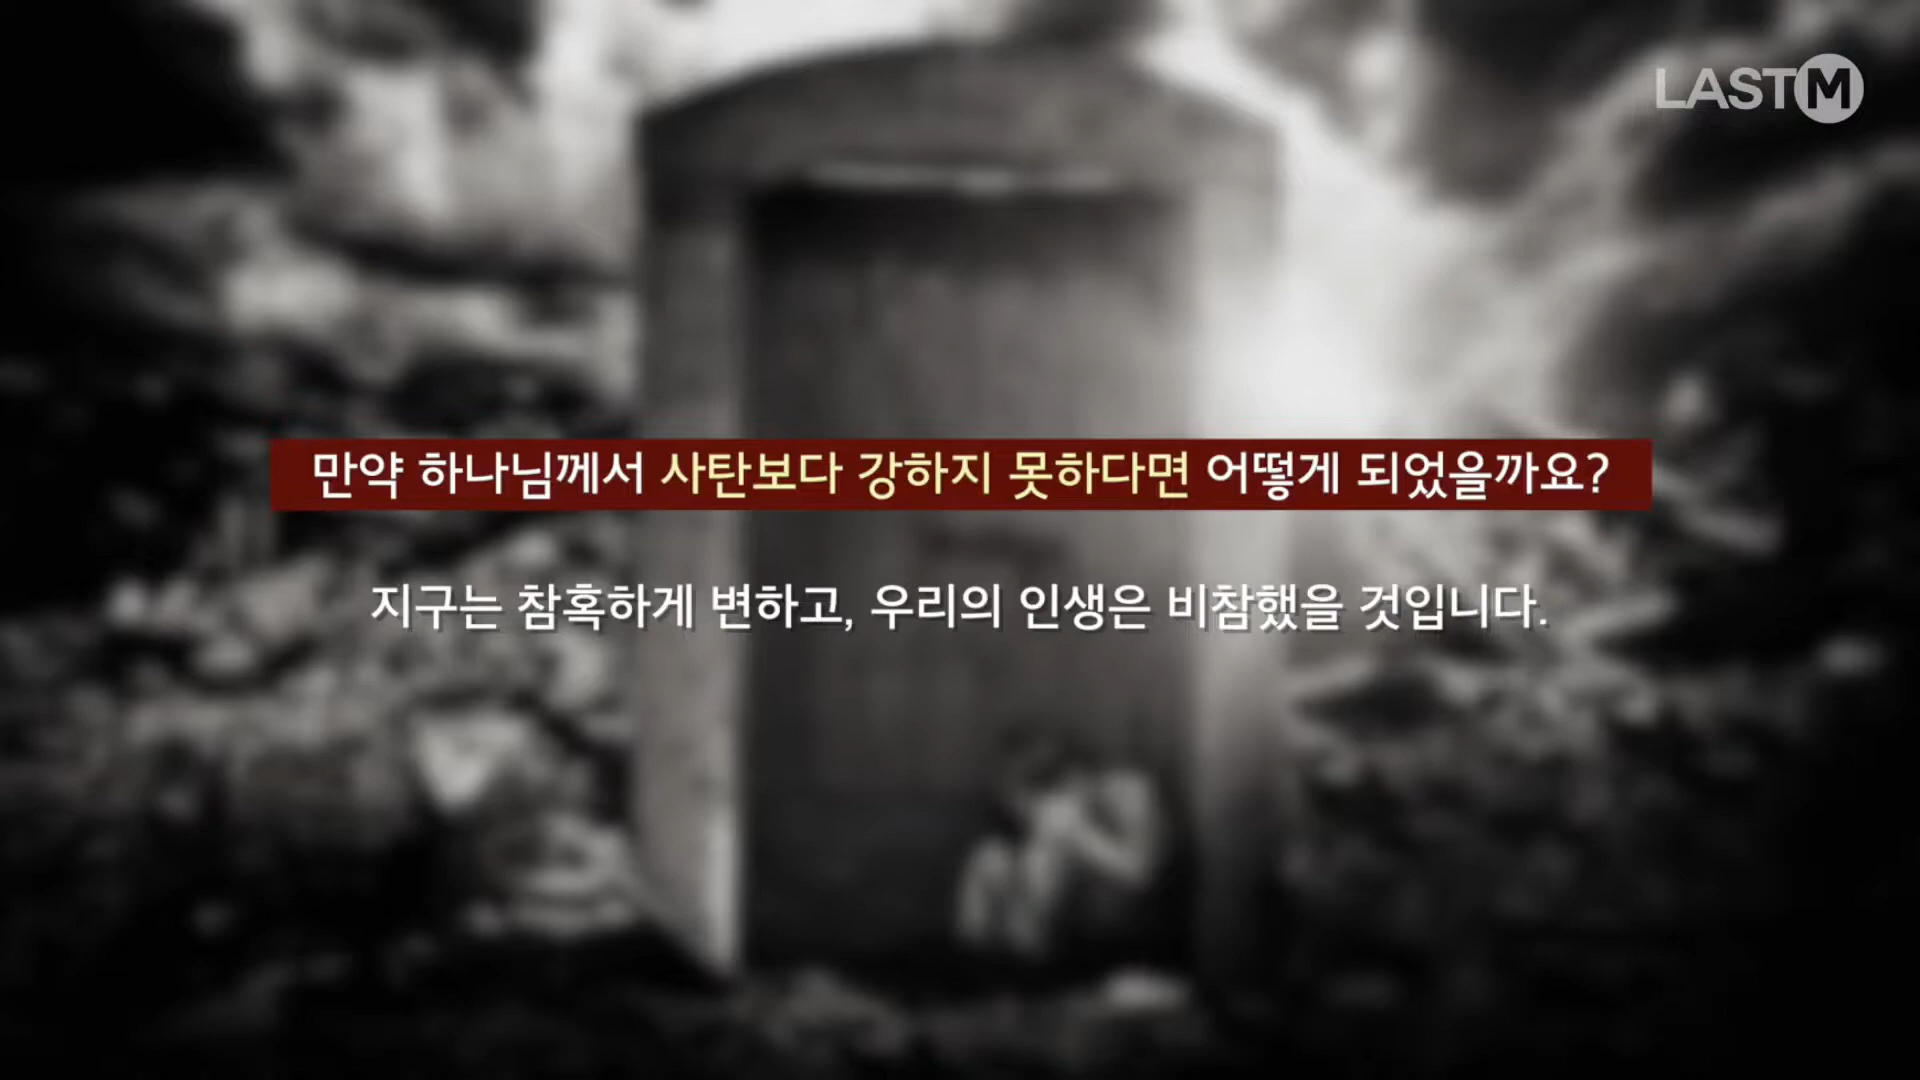 LASTM
만약 하나님께서 사탄보다 강하지 못하다면 어떻게 되었을까요?
지구는 참혹하게 변하고, 우리의 인생은 비참했을 것입니다.